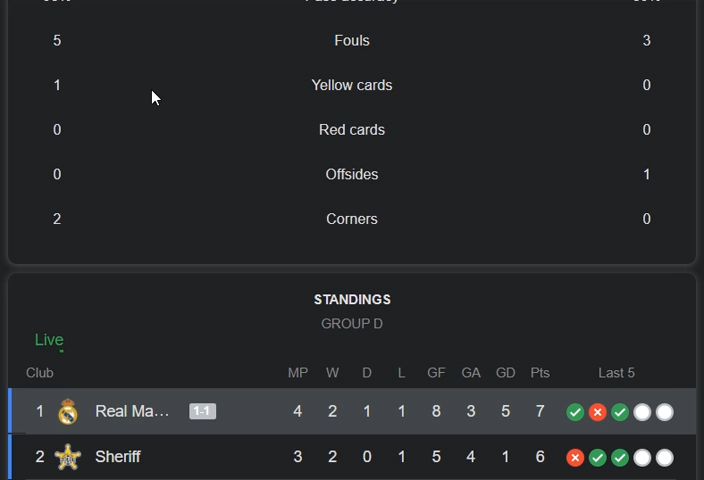 5 Fouls 3
1 Yellow cards 0
0 Red cards 0
0 Offsides 1
2 Corners 0
STANDINGS
GROUP D
Live
Club MP W D L GF GA GD Pts Last 5
1 Real Ma... 1-1 4 2 1 1 8 3 5 7
2 Sheriff 3 2 0 1 5 4 1 6